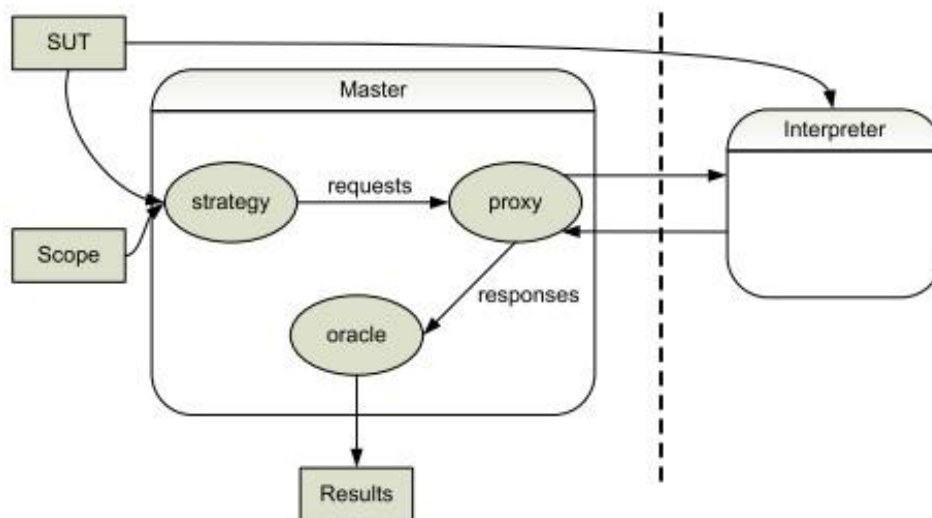 SUT
Master
Interpreter
strategy
requests
proxy
Scope
responses
oracle
Results